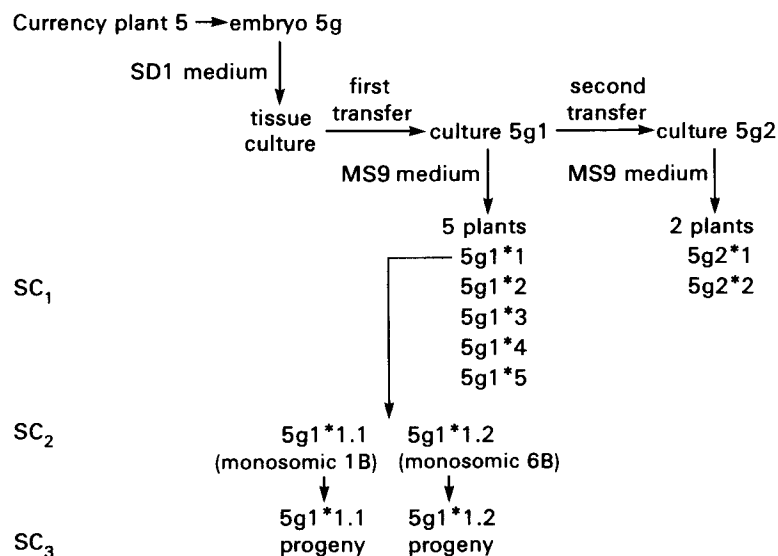 Currency plant 5 → embryo 5g
SD1 medium
first
transfer
second
transfer
tissue
culture
culture 5g1
culture 5g2
MS9 medium
MS9 medium
5 plants
2 plants
5g1*1
5g2*1
SC₁
5g1*2
5g2*2
5g1*3
5g1*4
5g1*5
SC₂
5g1*1.1
5g1*1.2
(monosomic 1B)
(monosomic 6B)
5g1*1.1
5g1*1.2
SC₃
progeny
progeny